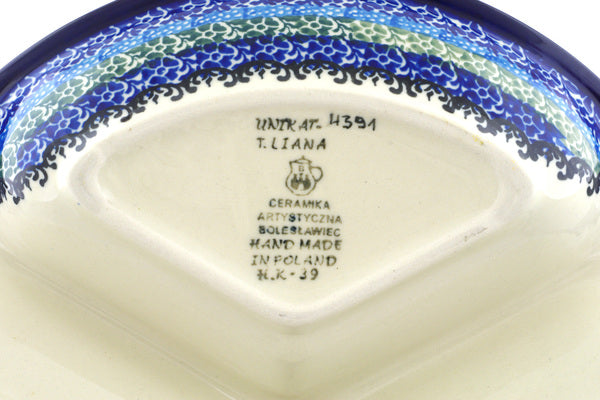 UNIKAT-4391
T.LIANA
CERAMIKA
ARTYSTYCZNA
BOLESŁAWIEC
HAND MADE
IN POLAND
H.K-39